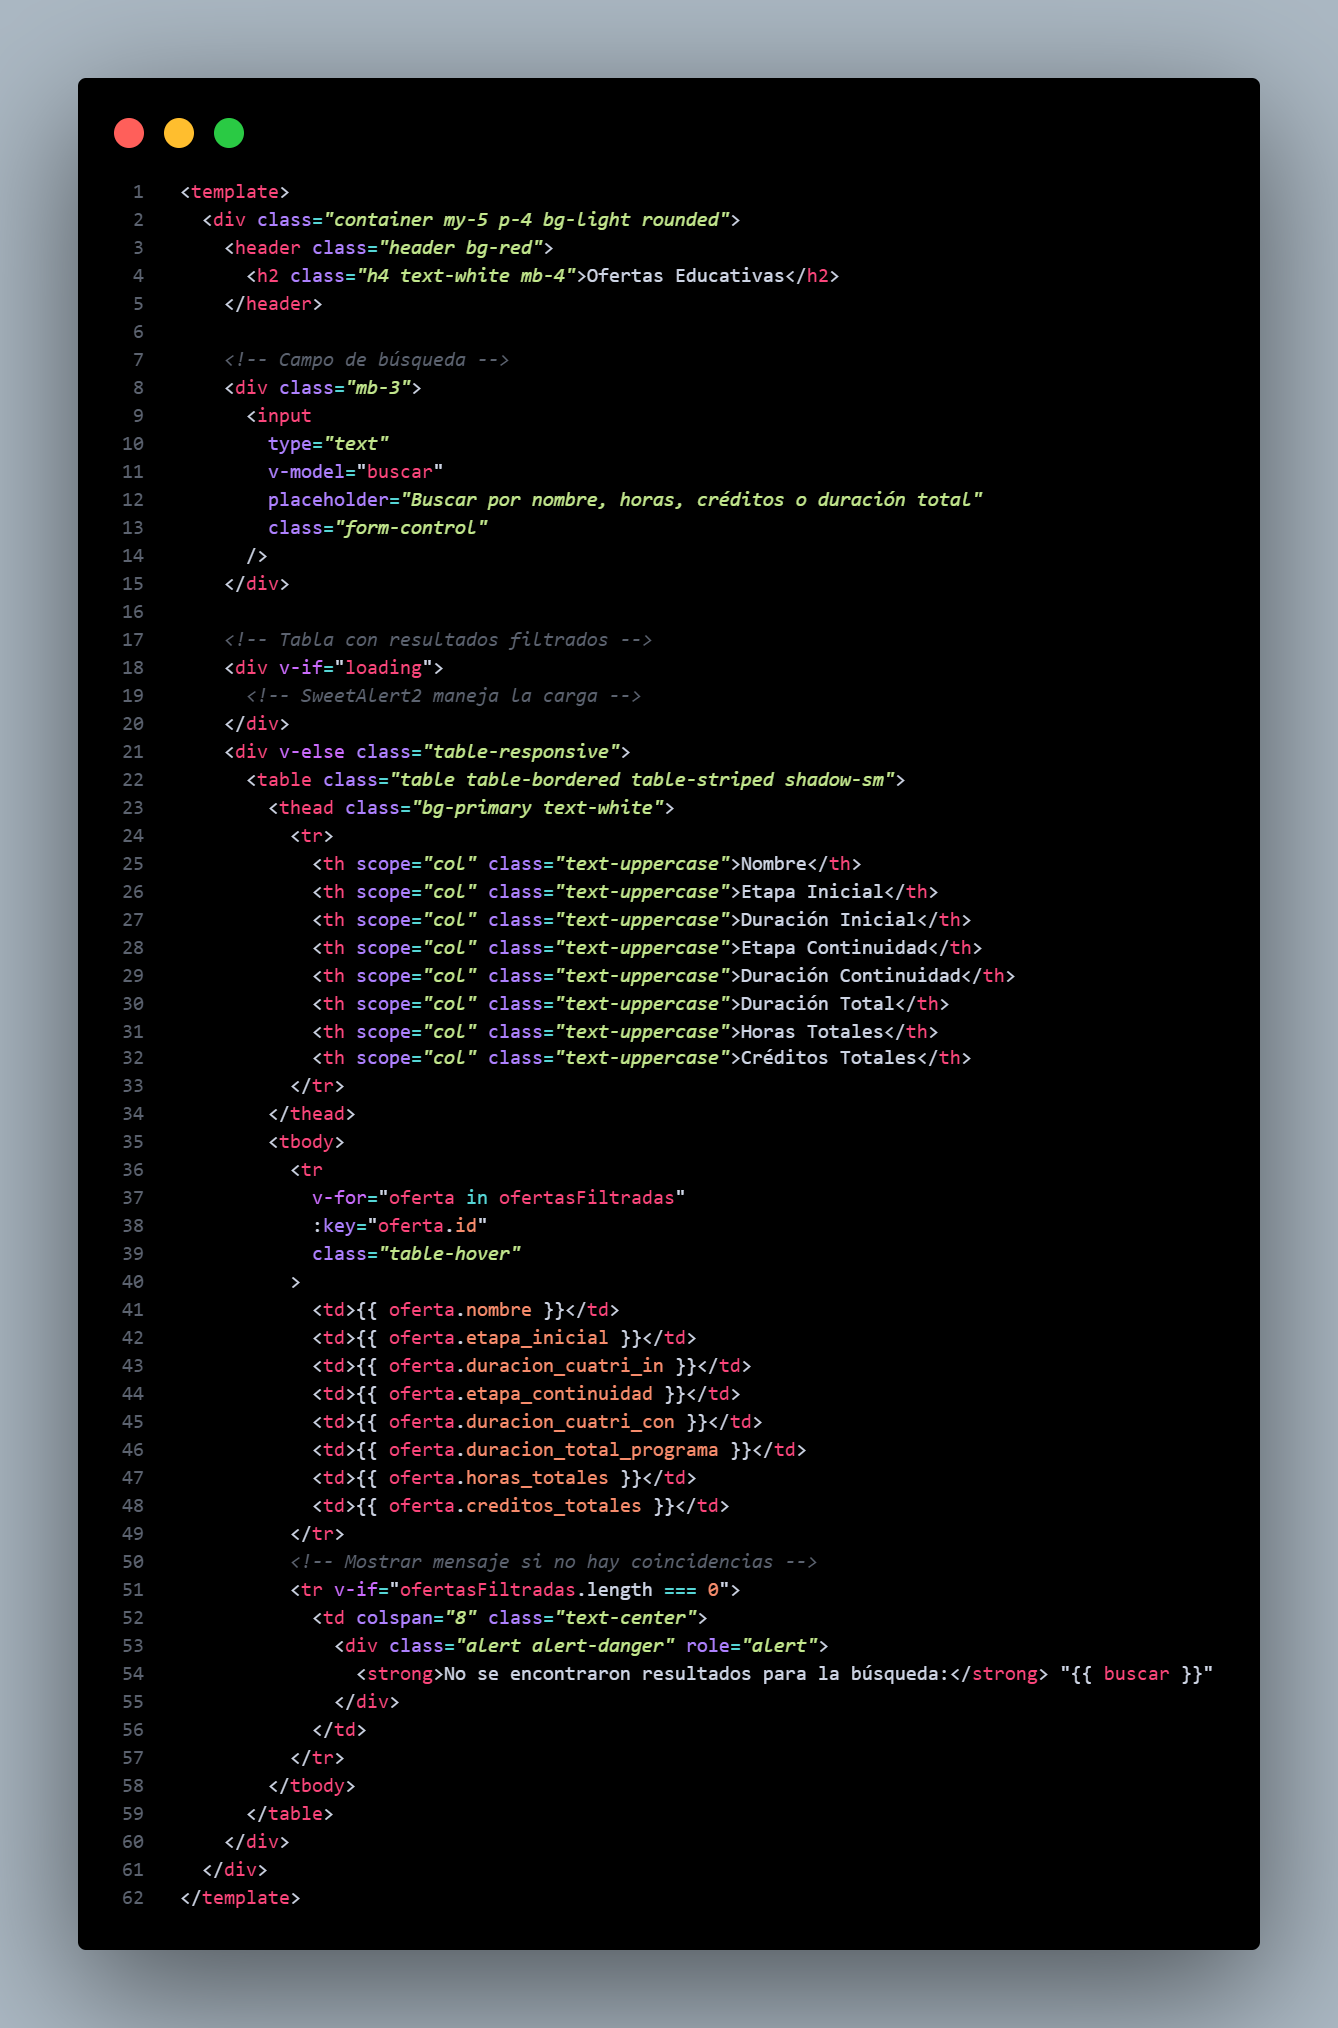 1 <template>
2   <div class="container my-5 p-4 bg-light rounded">
3     <header class="header bg-red">
4       <h2 class="h4 text-white mb-4">Ofertas Educativas</h2>
5     </header>
6
7     <!-- Campo de búsqueda -->
8     <div class="mb-3">
9       <input
10         type="text"
11         v-model="buscar"
12         placeholder="Buscar por nombre, horas, créditos o duración total"
13         class="form-control"
14       />
15     </div>
16
17     <!-- Tabla con resultados filtrados -->
18     <div v-if="loading">
19       <!-- SweetAlert2 maneja la carga -->
20     </div>
21     <div v-else class="table-responsive">
22       <table class="table table-bordered table-striped shadow-sm">
23         <thead class="bg-primary text-white">
24           <tr>
25             <th scope="col" class="text-uppercase">Nombre</th>
26             <th scope="col" class="text-uppercase">Etapa Inicial</th>
27             <th scope="col" class="text-uppercase">Duración Inicial</th>
28             <th scope="col" class="text-uppercase">Etapa Continuidad</th>
29             <th scope="col" class="text-uppercase">Duración Continuidad</th>
30             <th scope="col" class="text-uppercase">Duración Total</th>
31             <th scope="col" class="text-uppercase">Horas Totales</th>
32             <th scope="col" class="text-uppercase">Créditos Totales</th>
33           </tr>
34         </thead>
35         <tbody>
36           <tr
37             v-for="oferta in ofertasFiltradas"
38             :key="oferta.id"
39             class="table-hover"
40           >
41             <td>{{ oferta.nombre }}</td>
42             <td>{{ oferta.etapa_inicial }}</td>
43             <td>{{ oferta.duracion_cuatri_in }}</td>
44             <td>{{ oferta.etapa_continuidad }}</td>
45             <td>{{ oferta.duracion_cuatri_con }}</td>
46             <td>{{ oferta.duracion_total_programa }}</td>
47             <td>{{ oferta.horas_totales }}</td>
48             <td>{{ oferta.creditos_totales }}</td>
49           </tr>
50           <!-- Mostrar mensaje si no hay coincidencias -->
51           <tr v-if="ofertasFiltradas.length === 0">
52             <td colspan="8" class="text-center">
53               <div class="alert alert-danger" role="alert">
54                 <strong>No se encontraron resultados para la búsqueda:</strong> "{{ buscar }}"
55               </div>
56             </td>
57           </tr>
58         </tbody>
59       </table>
60     </div>
61   </div>
62 </template>